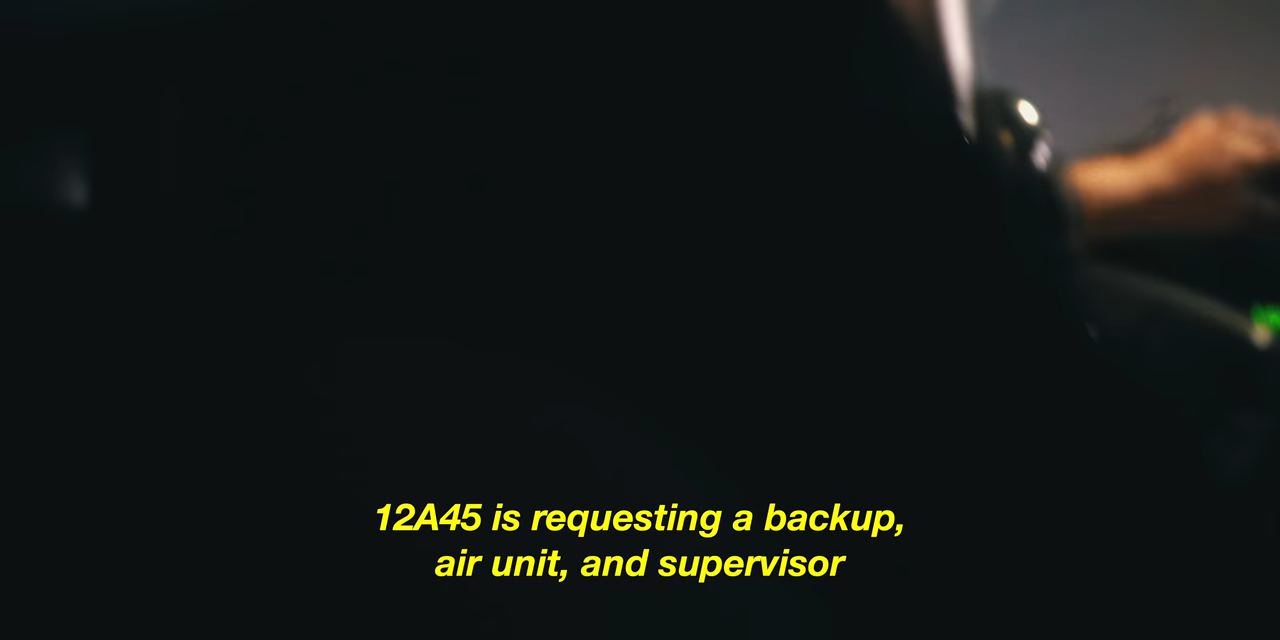 12A45 is requesting a backup,
air unit, and supervisor